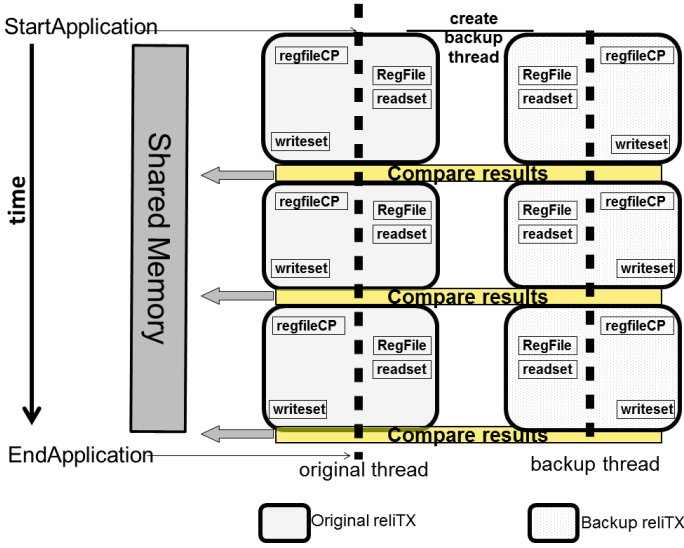 StartApplication
create
backup
thread
regfileCP
RegFile
readset
writeset
regfileCP
RegFile
readset
writeset
Compare results
regfileCP
RegFile
readset
writeset
regfileCP
RegFile
readset
writeset
Compare results
regfileCP
RegFile
readset
writeset
regfileCP
RegFile
readset
writeset
Compare results
time
Shared Memory
EndApplication
original thread
backup thread
Original reliTX
Backup reliTX